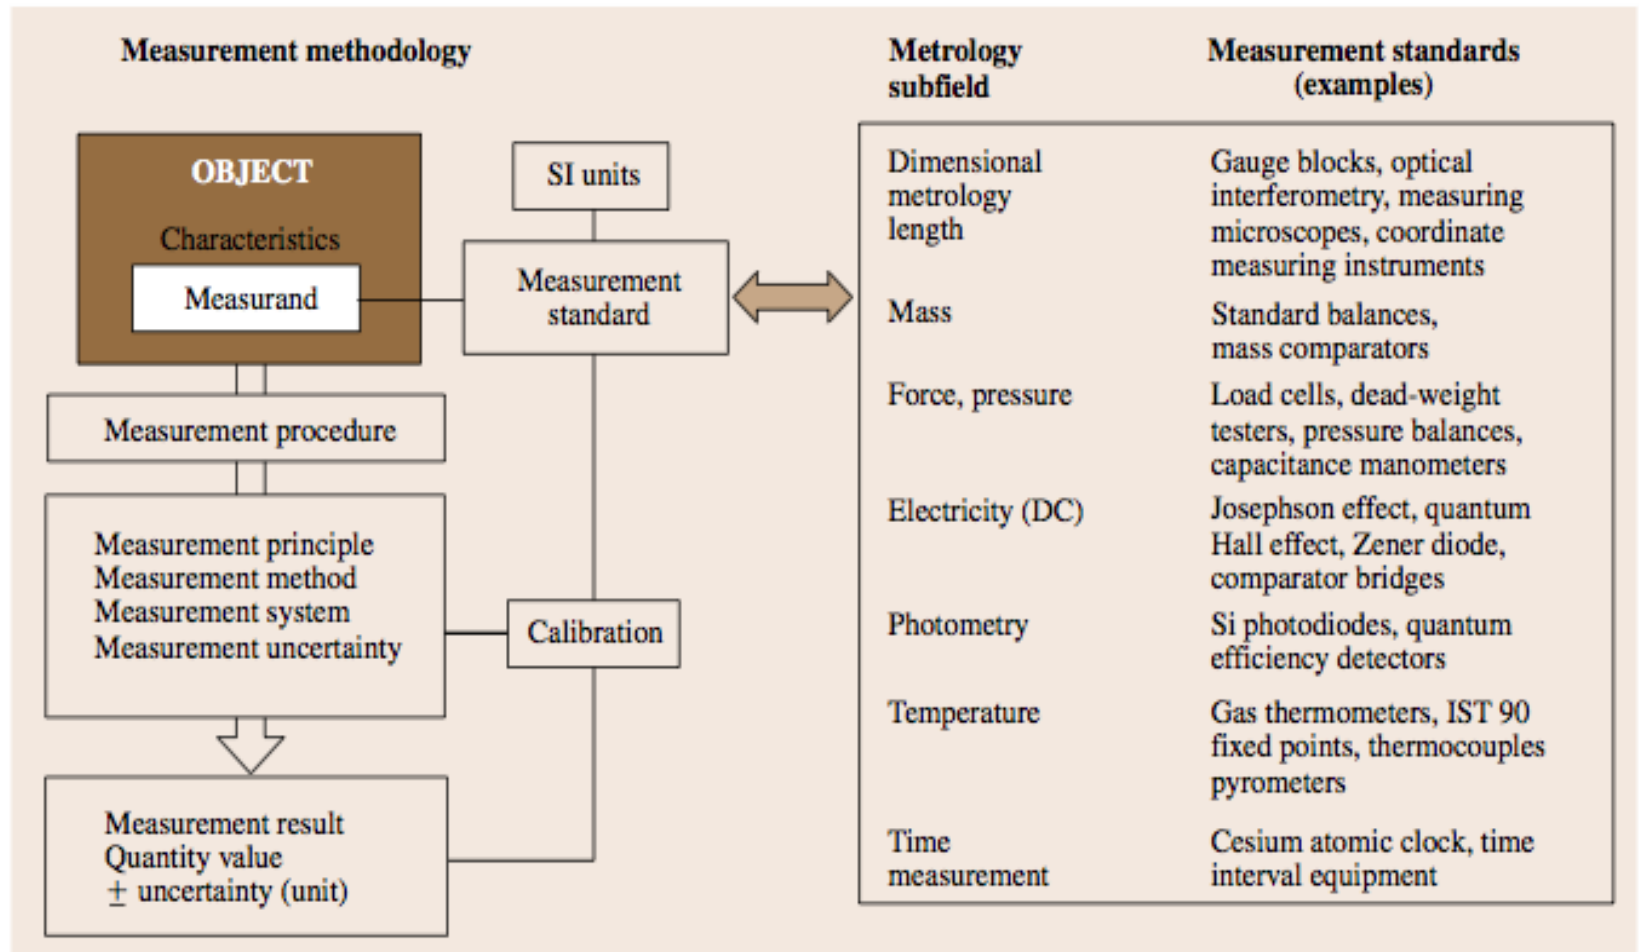 Measurement methodology
OBJECT
Characteristics
Measurand
SI units
Measurement
standard
Measurement procedure
Measurement principle
Measurement method
Measurement system
Measurement uncertainty
Calibration
Measurement result
Quantity value
± uncertainty (unit)
Metrology
subfield
Measurement standards
(examples)
Dimensional
metrology
length
Gauge blocks, optical
interferometry, measuring
microscopes, coordinate
measuring instruments
Mass
Standard balances,
mass comparators
Force, pressure
Load cells, dead-weight
testers, pressure balances,
capacitance manometers
Electricity (DC)
Josephson effect, quantum
Hall effect, Zener diode,
comparator bridges
Photometry
Si photodiodes, quantum
efficiency detectors
Temperature
Gas thermometers, IST 90
fixed points, thermocouples
pyrometers
Time
measurement
Cesium atomic clock, time
interval equipment